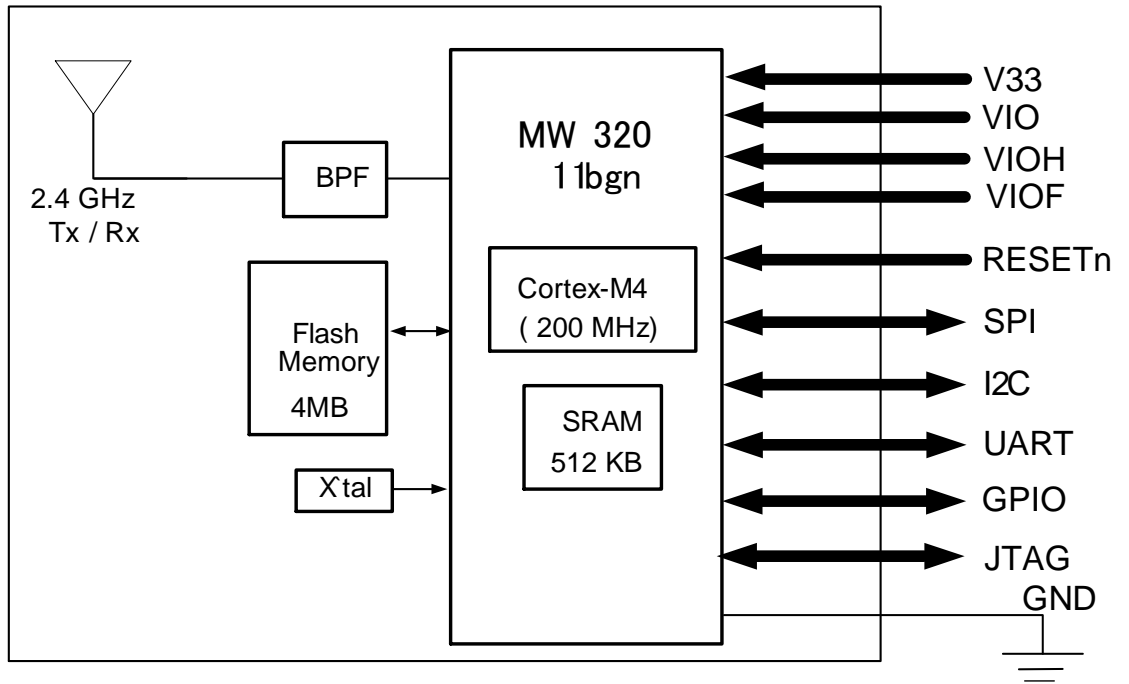 2.4 GHz
Tx / Rx
BPF
Flash
Memory
4MB
X`tal
MW 320
11bgn
Cortex-M4
( 200 MHz)
SRAM
512 KB
V33
VIO
VIOH
VIOF
RESETn
SPI
I2C
UART
GPIO
JTAG
GND